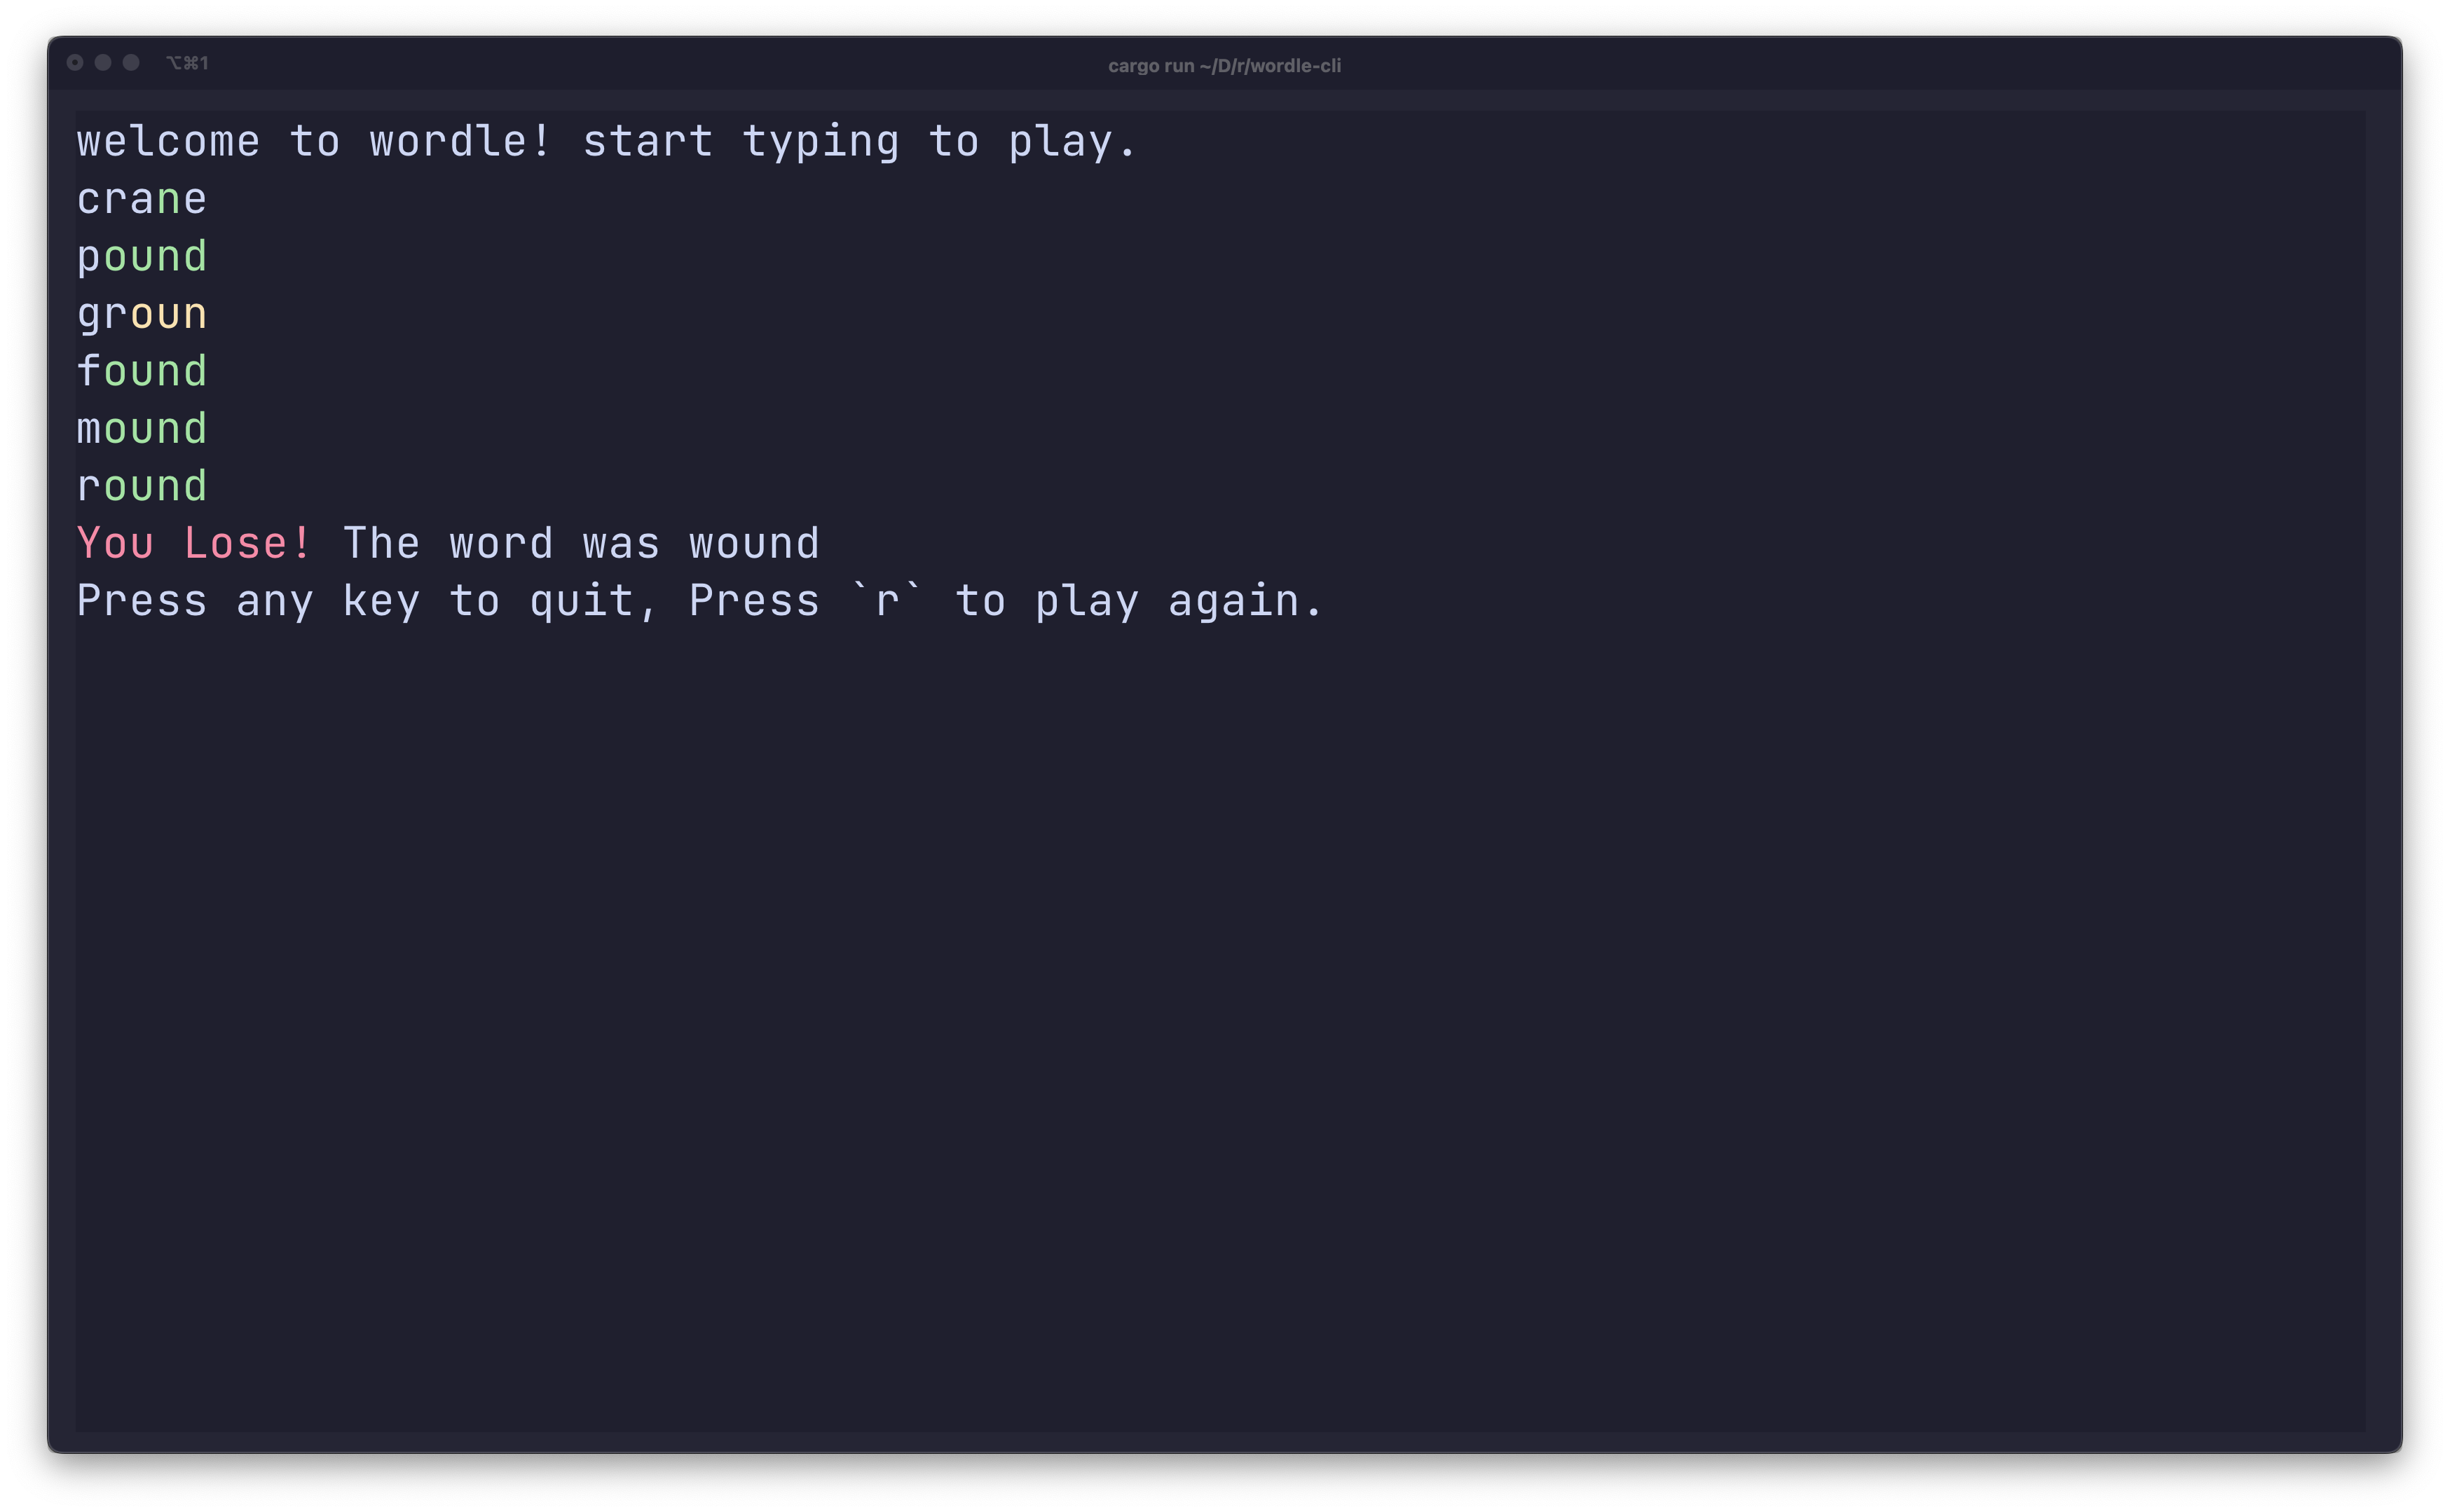 ⌥⌘1 cargo run ~/D/r/wordle-cli
welcome to wordle! start typing to play.
crane
pound
groun
found
mound
round
You Lose! The word was wound
Press any key to quit, Press `r` to play again.